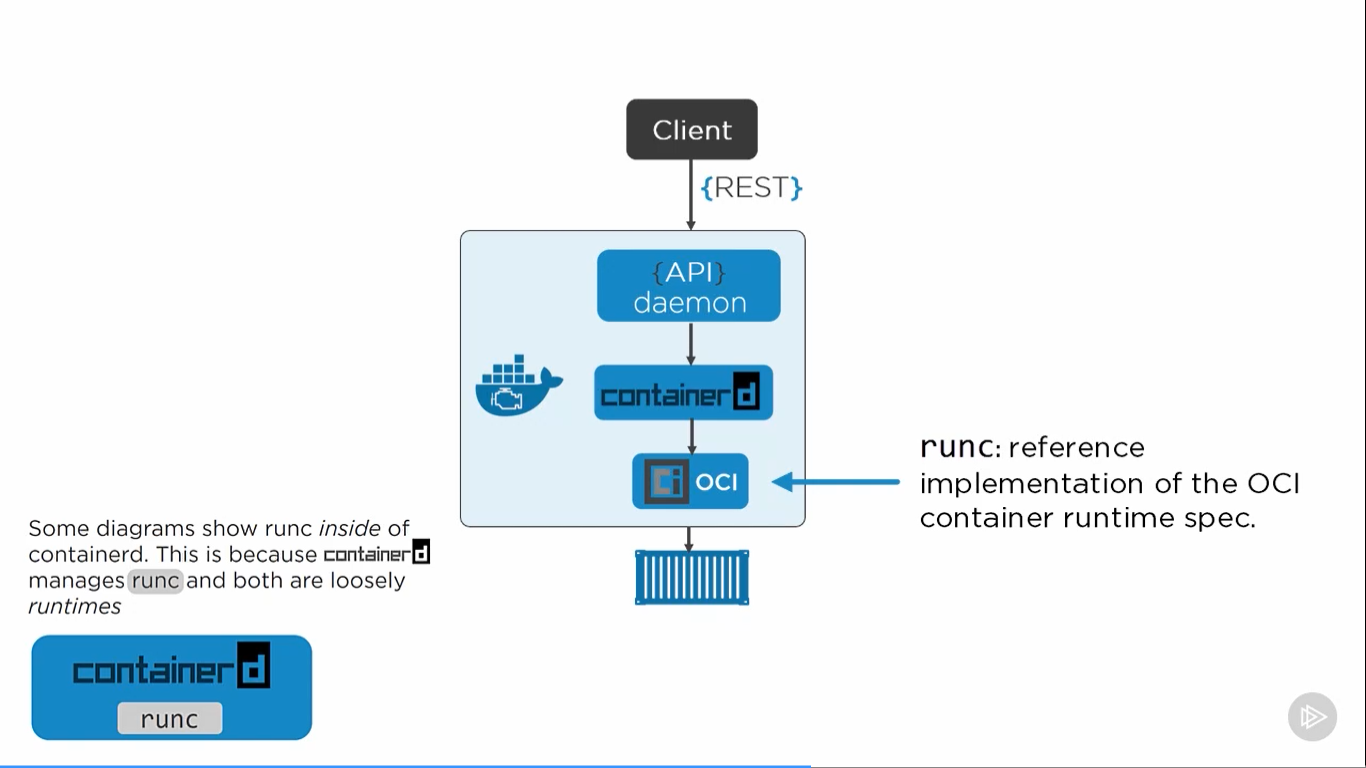 Client
{REST}
{API}
daemon
containerd
OCI
runc: reference
implementation of the OCI
container runtime spec.
Some diagrams show runc inside of
containerd. This is because containerd
manages runc and both are loosely
runtimes
containerd
runc